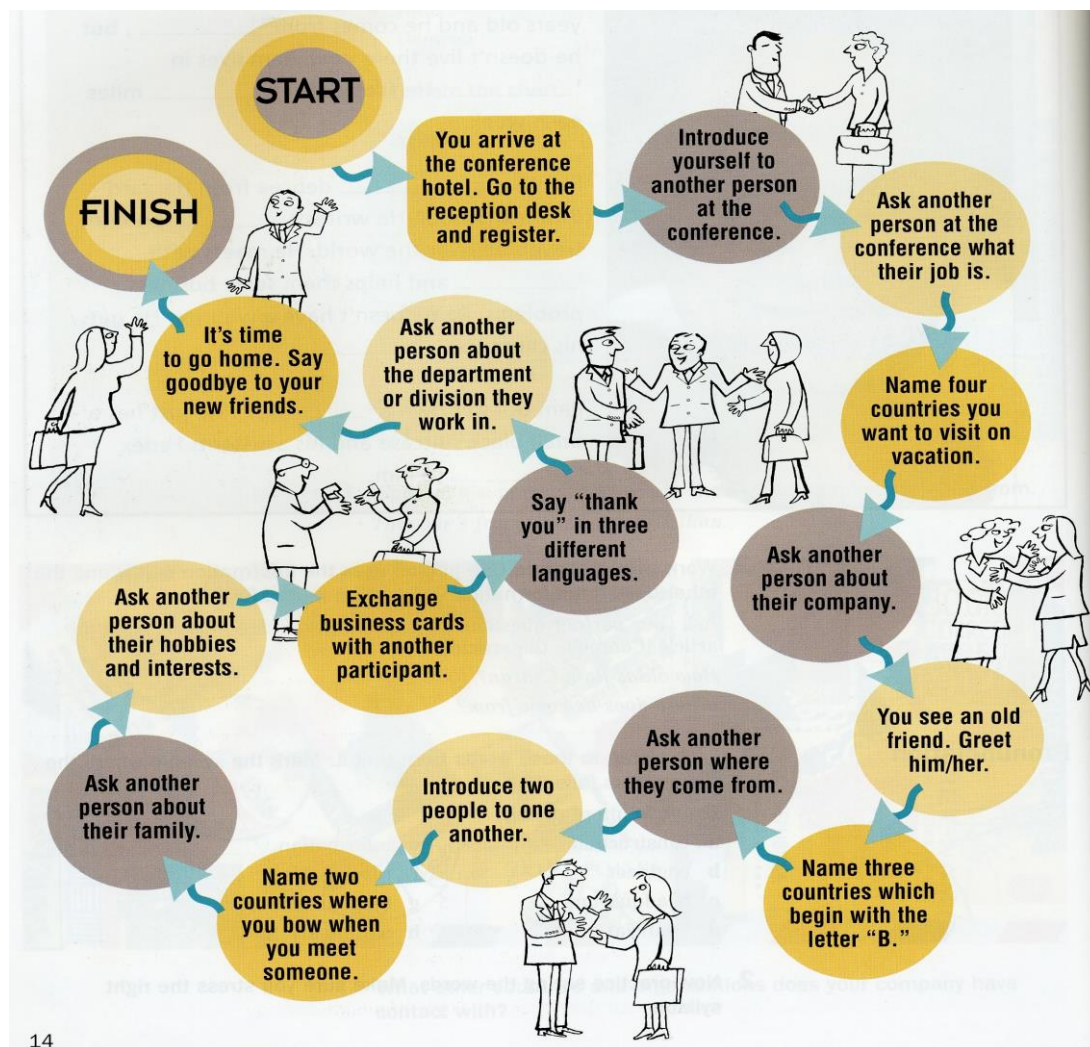 START
You arrive at
the conference
hotel. Go to the
reception desk
and register.
Introduce
yourself to
another person
at the
conference.
Ask another
person at the
conference what
their job is.
Name four
countries you
want to visit on
vacation.
Ask another
person about
their company.
You see an old
friend. Greet
him/her.
Name three
countries which
begin with the
letter “B.”
Ask another
person where
they come from.
Introduce two
people to one
another.
Name two
countries where
you bow when
you meet
someone.
Ask another
person about
their family.
Ask another
person about
their hobbies
and interests.
Exchange
business cards
with another
participant.
Say “thank
you” in three
different
languages.
Ask another
person about
the department
or division they
work in.
It’s time
to go home. Say
goodbye to your
new friends.
FINISH
14